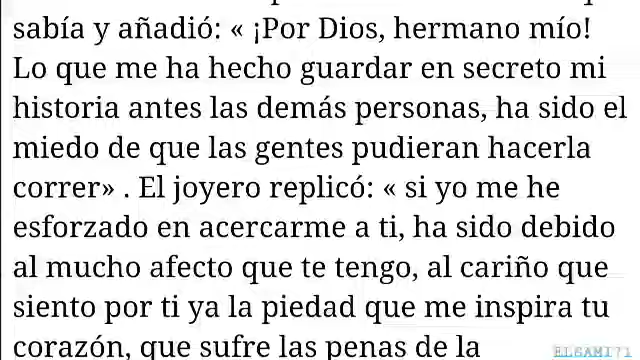 sabía y añadió: « ¡Por Dios, hermano mío!
Lo que me ha hecho guardar en secreto mi
historia antes las demás personas, ha sido el
miedo de que las gentes pudieran hacerla
correr» . El joyero replicó: « si yo me he
esforzado en acercarme a ti, ha sido debido
al mucho afecto que te tengo, al cariño que
siento por ti ya la piedad que me inspira tu
corazón, que sufre las penas de la
ELSAMI71